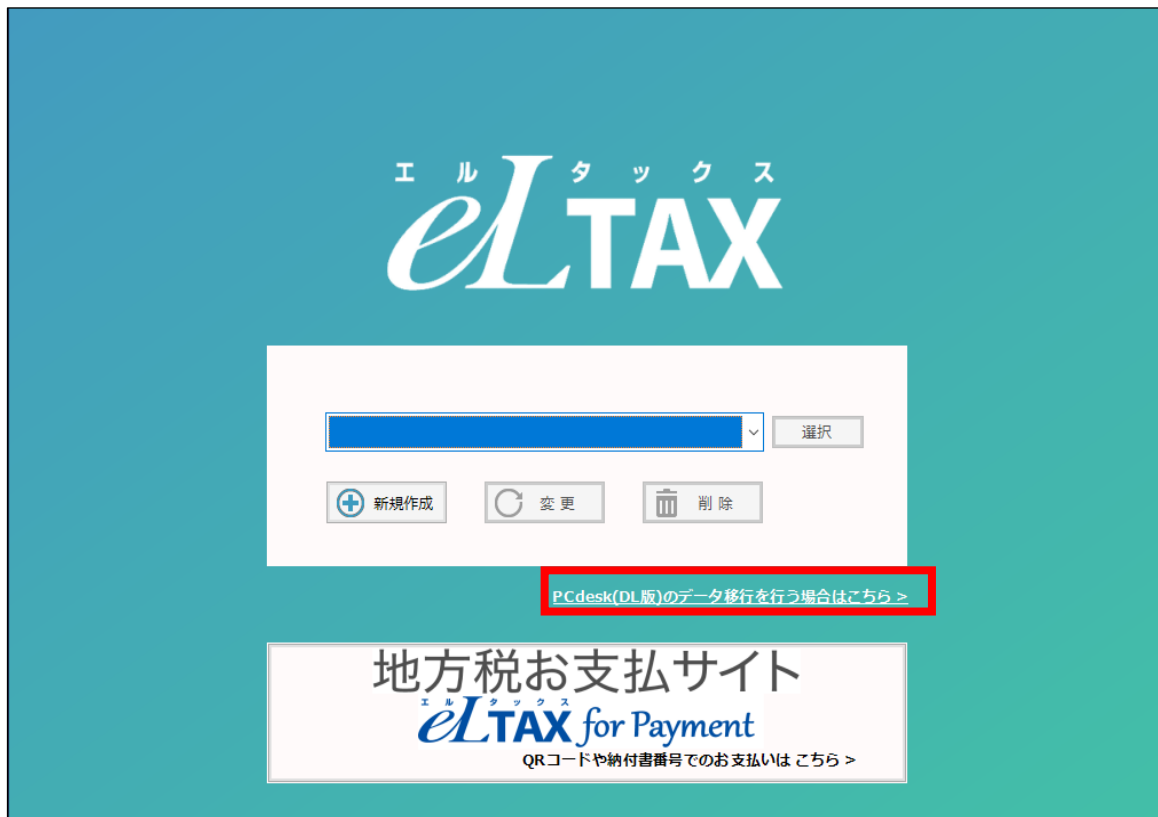 エルタックス
eLTAX
選択
新規作成
変更
削除
PCdesk(DL版)のデータ移行を行う場合はこちら >
地方税お支払サイト
エルタックス
eLTAX for Payment
QRコードや納付書番号でのお支払いは こちら >